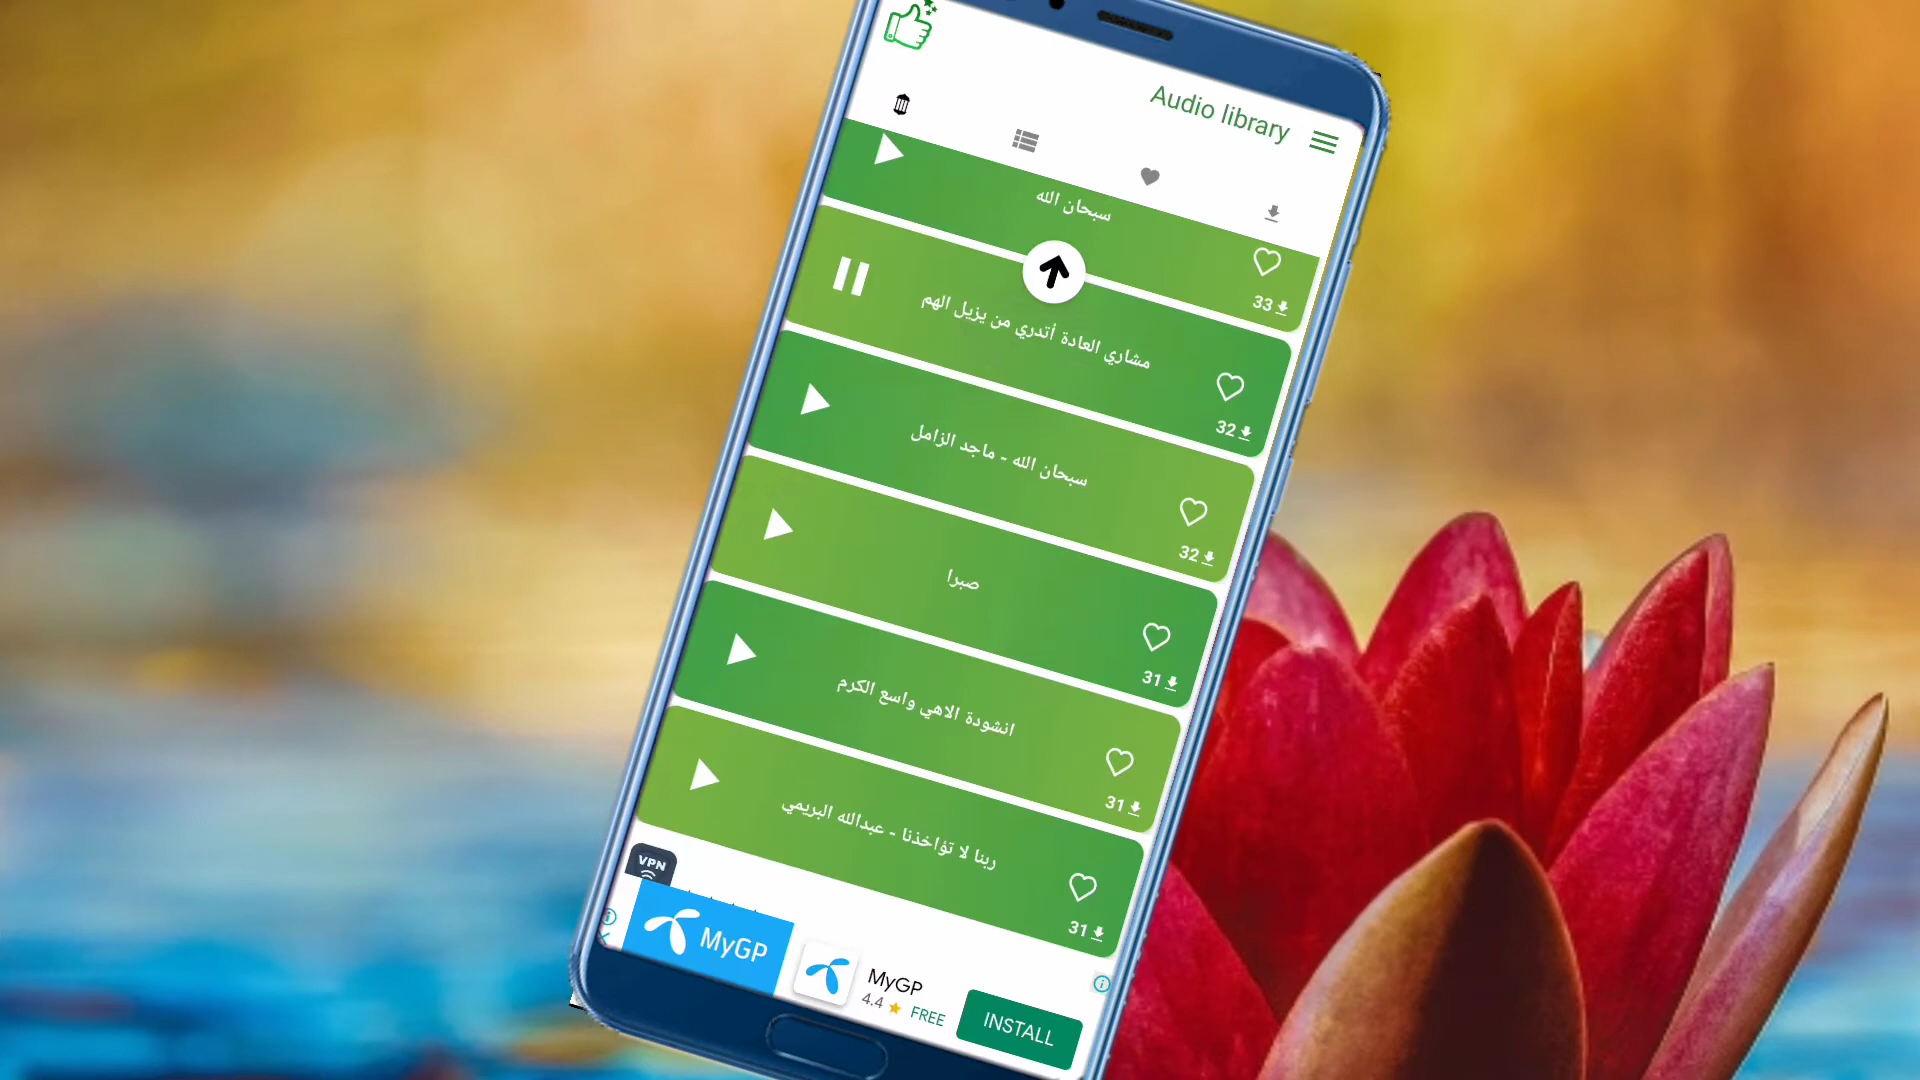 Audio library
سبحان الله
33
مشاري العادة أتدري من يزيل الهم
32
سبحان الله - ماجد الزامل
32
صبرا
31
انشودة الاهي واسع الكرم
31
ربنا لا تؤاخذنا - عبدالله البريمي
31
VPN
MyGP
MyGP
4.4 ★ FREE
INSTALL